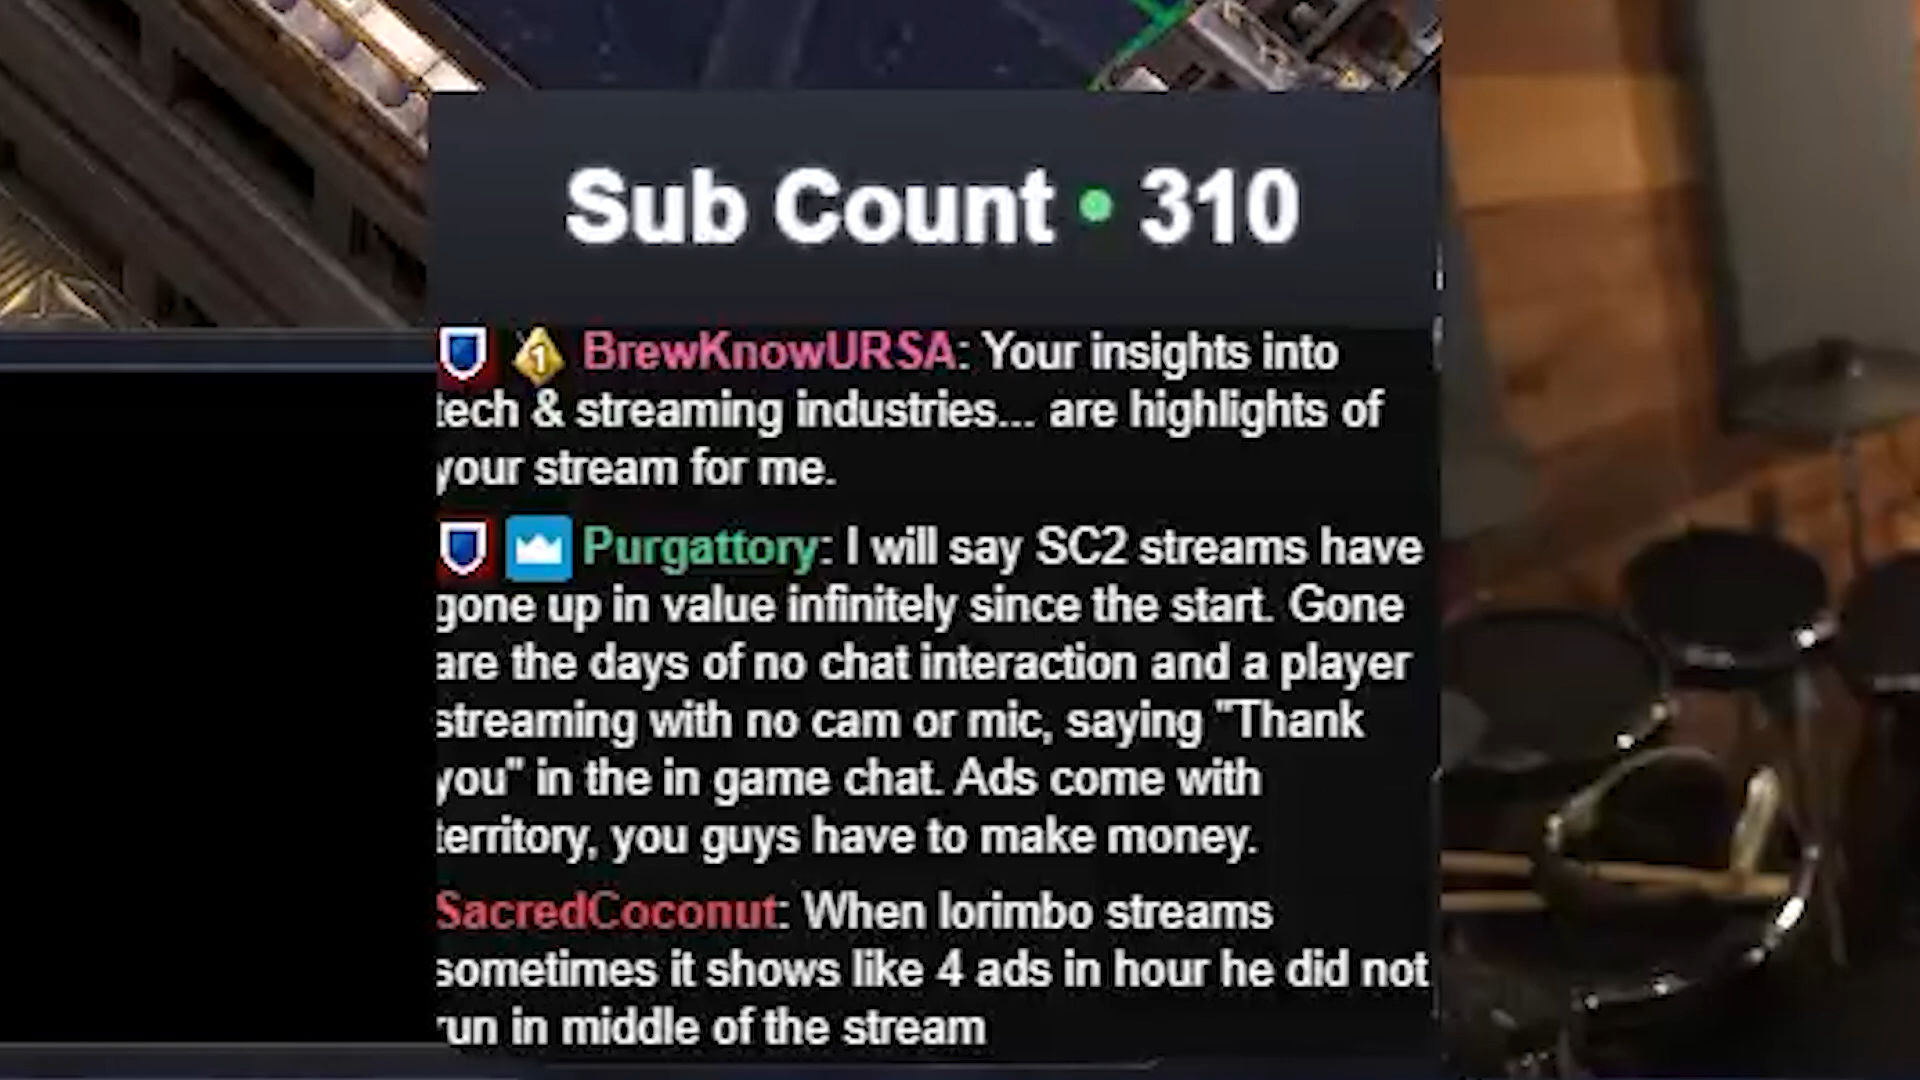 Sub Count • 310
1 BrewKnowURSA: Your insights into
tech & streaming industries... are highlights of
your stream for me.
Purgattory: I will say SC2 streams have
gone up in value infinitely since the start. Gone
are the days of no chat interaction and a player
streaming with no cam or mic, saying "Thank
you" in the in game chat. Ads come with
territory, you guys have to make money.
SacredCoconut: When lorimbo streams
sometimes it shows like 4 ads in hour he did not
run in middle of the stream